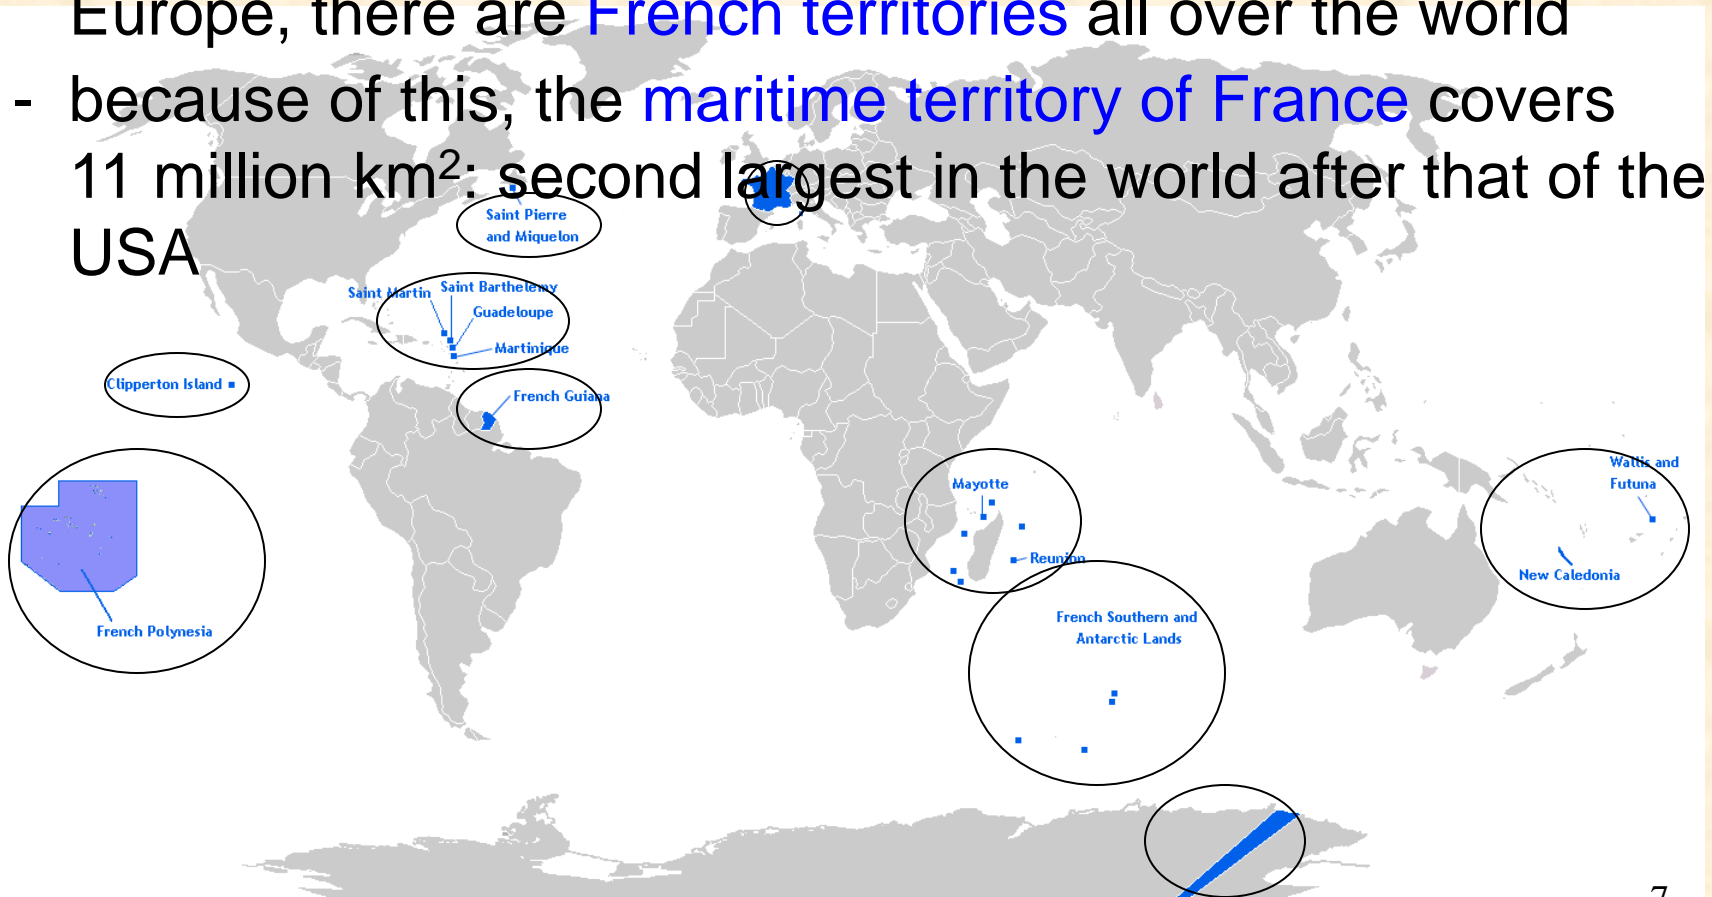 Europe, there are French territories all over the world
- because of this, the maritime territory of France covers
11 million km²: second largest in the world after that of the
USA
Saint Pierre
and Miquelon
Saint Martin
Saint Barthelemy
Guadeloupe
Martinique
Clipperton Island
French Guiana
Mayotte
Reunion
Wallis and
Futuna
New Caledonia
French Polynesia
French Southern and
Antarctic Lands
7